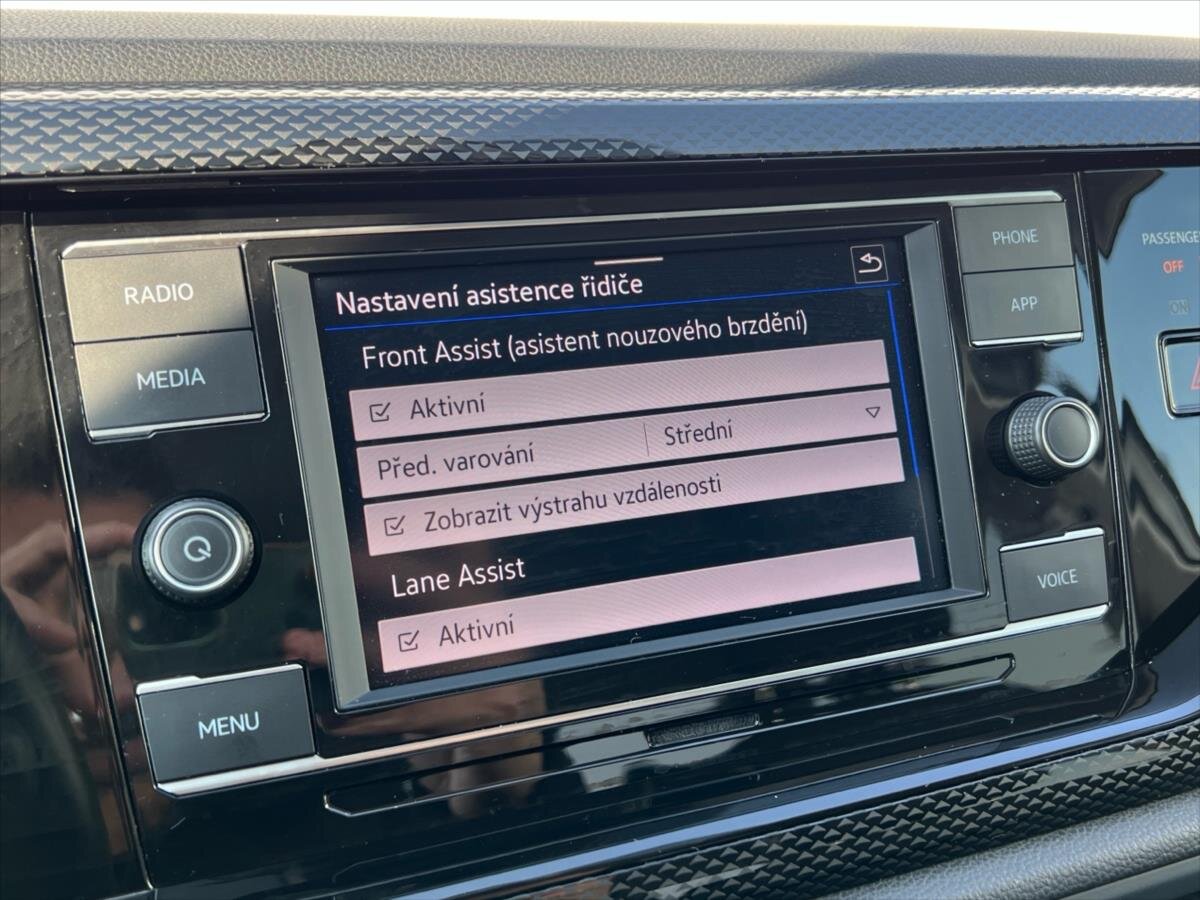 RADIO
MEDIA
MENU
Nastavení asistence řidiče
Front Assist (asistent nouzového brzdění)
Aktivní
Před. varování Střední
Zobrazit výstrahu vzdálenosti
Lane Assist
Aktivní
PHONE
APP
VOICE
OFF
ON